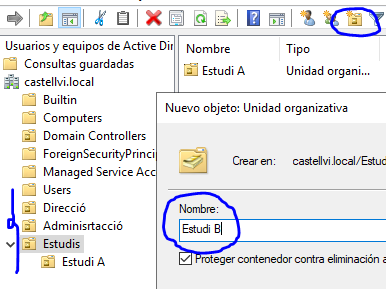 Usuarios y equipos de Active Dir
Consultas guardadas
castellvi.local
Builtin
Computers
Domain Controllers
ForeignSecurityPrincip
Managed Service Acc
Users
Direcció
Adminisrtacció
Estudis
Estudi A
Nombre
Tipo
Estudi A
Unidad organi...
Nuevo objeto: Unidad organizativa
Crear en:
castellvi.local/Estud
Nombre:
Estudi B
Proteger contenedor contra eliminación a